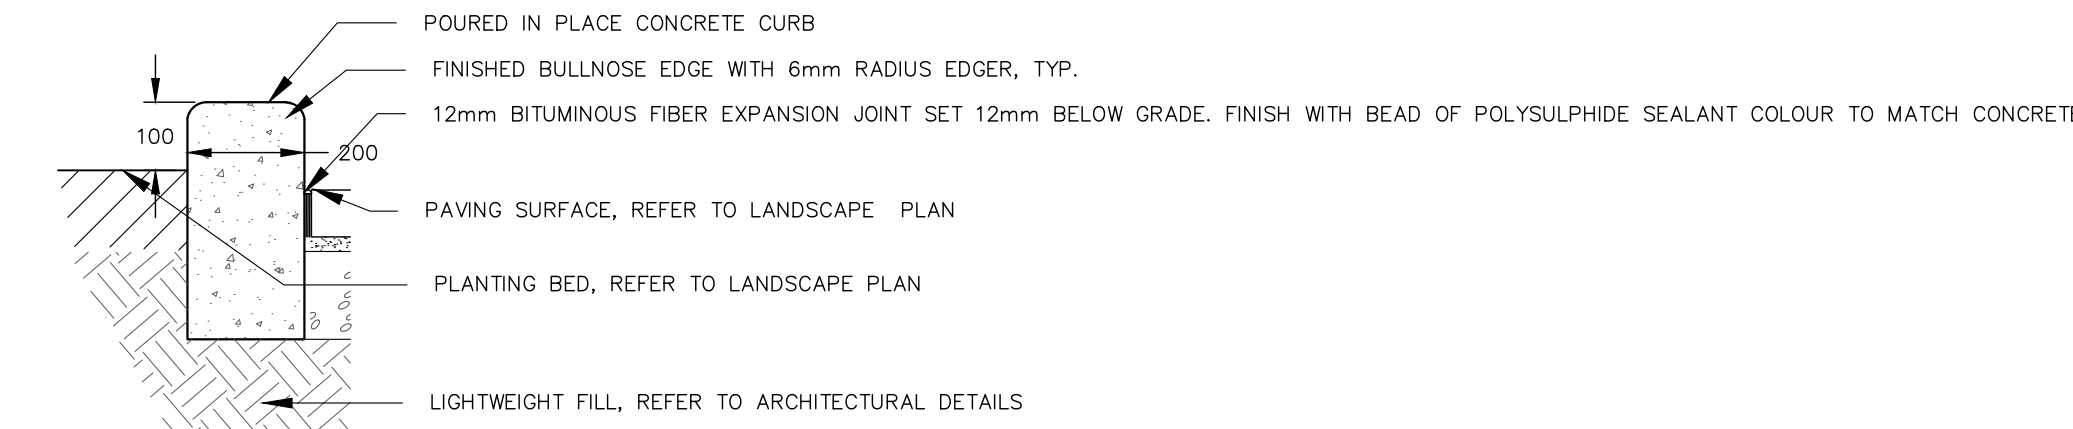 POURED IN PLACE CONCRETE CURB
FINISHED BULLNOSE EDGE WITH 6mm RADIUS EDGER, TYP.
12mm BITUMINOUS FIBER EXPANSION JOINT SET 12mm BELOW GRADE. FINISH WITH BEAD OF POLYSULPHIDE SEALANT COLOUR TO MATCH CONCRETE
100
200
PAVING SURFACE, REFER TO LANDSCAPE PLAN
PLANTING BED, REFER TO LANDSCAPE PLAN
LIGHTWEIGHT FILL, REFER TO ARCHITECTURAL DETAILS